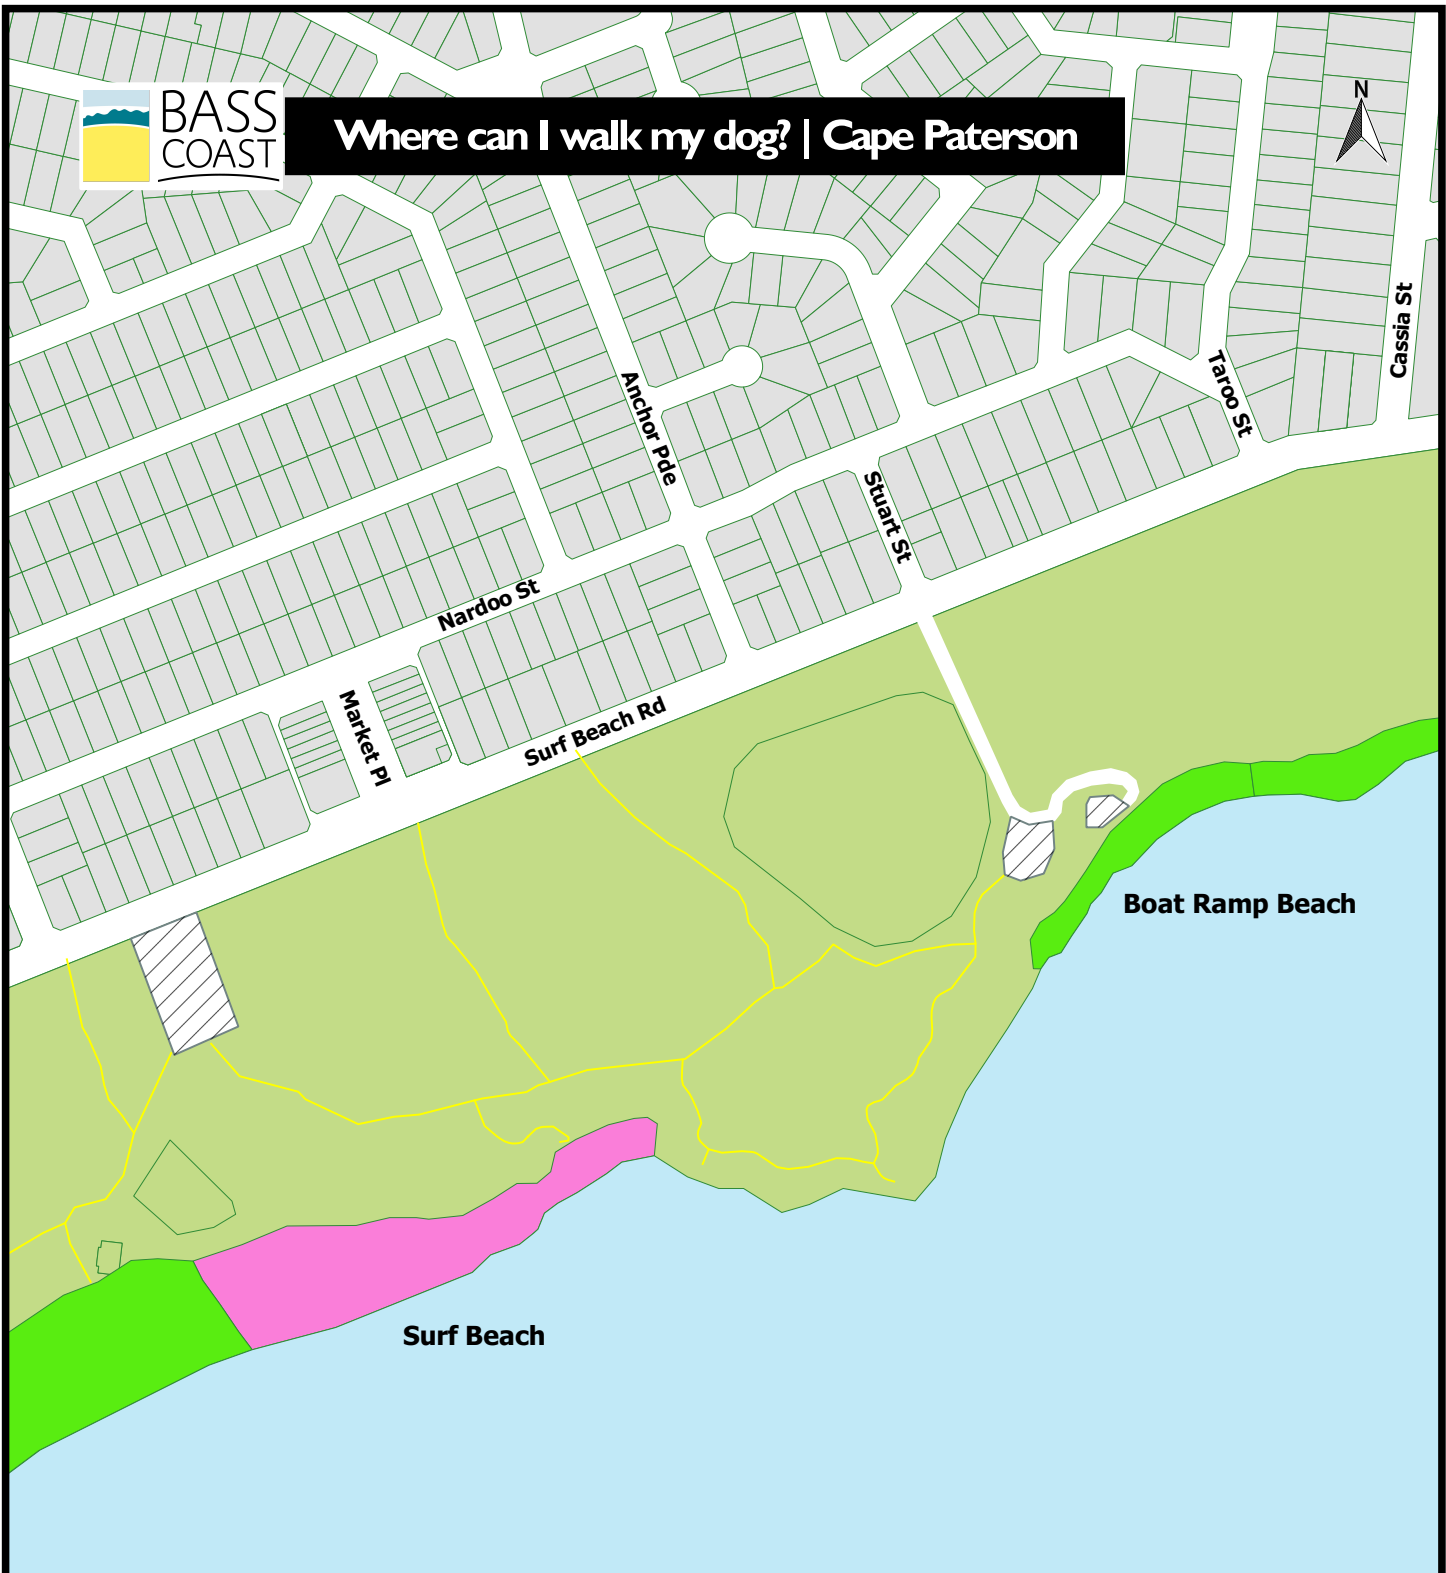 BASS
COAST
Where can I walk my dog? | Cape Paterson
N
Cassia St
Taroo St
Anchor Pde
Stuart St
Nardoo St
Market Pl
Surf Beach Rd
Boat Ramp Beach
Surf Beach